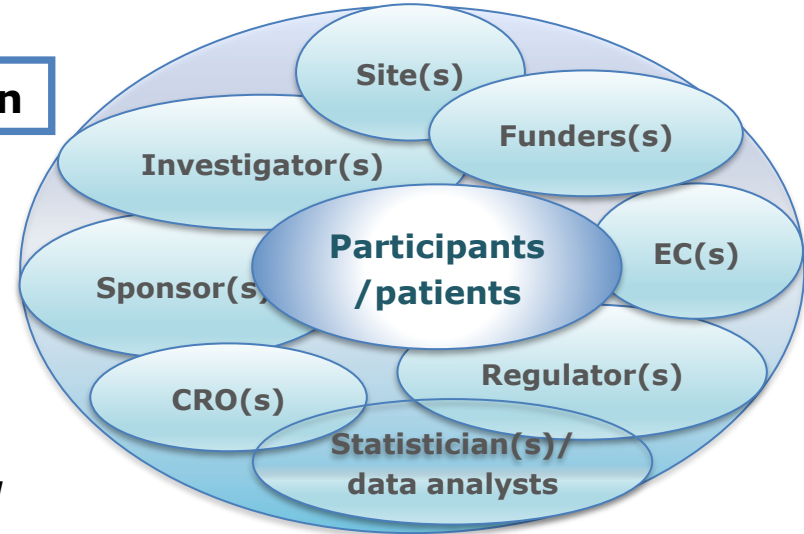 Site(s)
n
Funders(s)
Investigator(s)
Participants
/patients
EC(s)
Sponsor(s)
Regulator(s)
CRO(s)
Statistician(s)/
data analysts